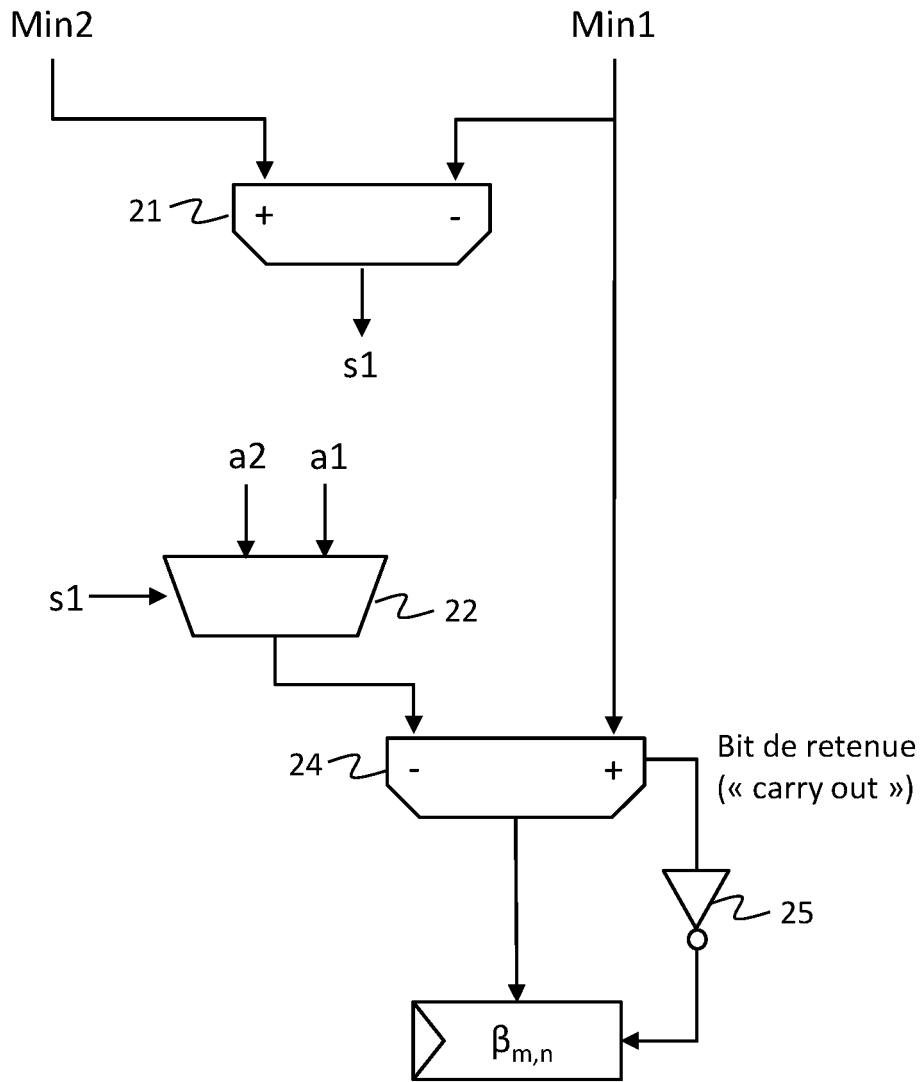 Min2
Min1
21
+
-
s1
a2
a1
s1
22
24
-
+
Bit de retenue
(« carry out »)
25
βm,n